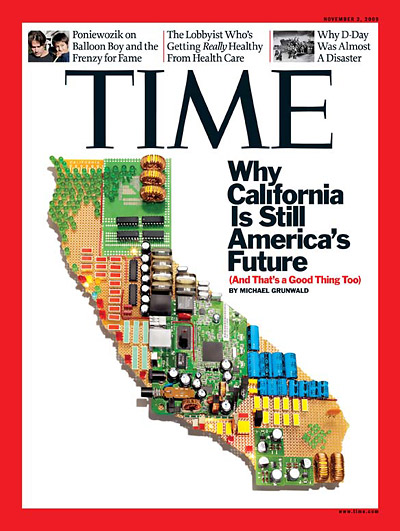 NOVEMBER 2, 2009
Poniewozik on
Balloon Boy and the
Frenzy for Fame
The Lobbyist Who's
Getting Really Healthy
From Health Care
Why D-Day
Was Almost
A Disaster
TIME
Why
California
Is Still
America's
Future
(And That's a Good Thing Too)
BY MICHAEL GRUNWALD
www.time.com